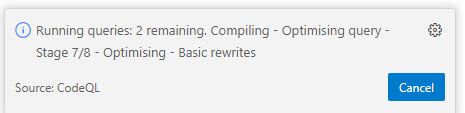 Running queries: 2 remaining. Compiling - Optimising query -
Stage 7/8 - Optimising - Basic rewrites
Source: CodeQL
Cancel